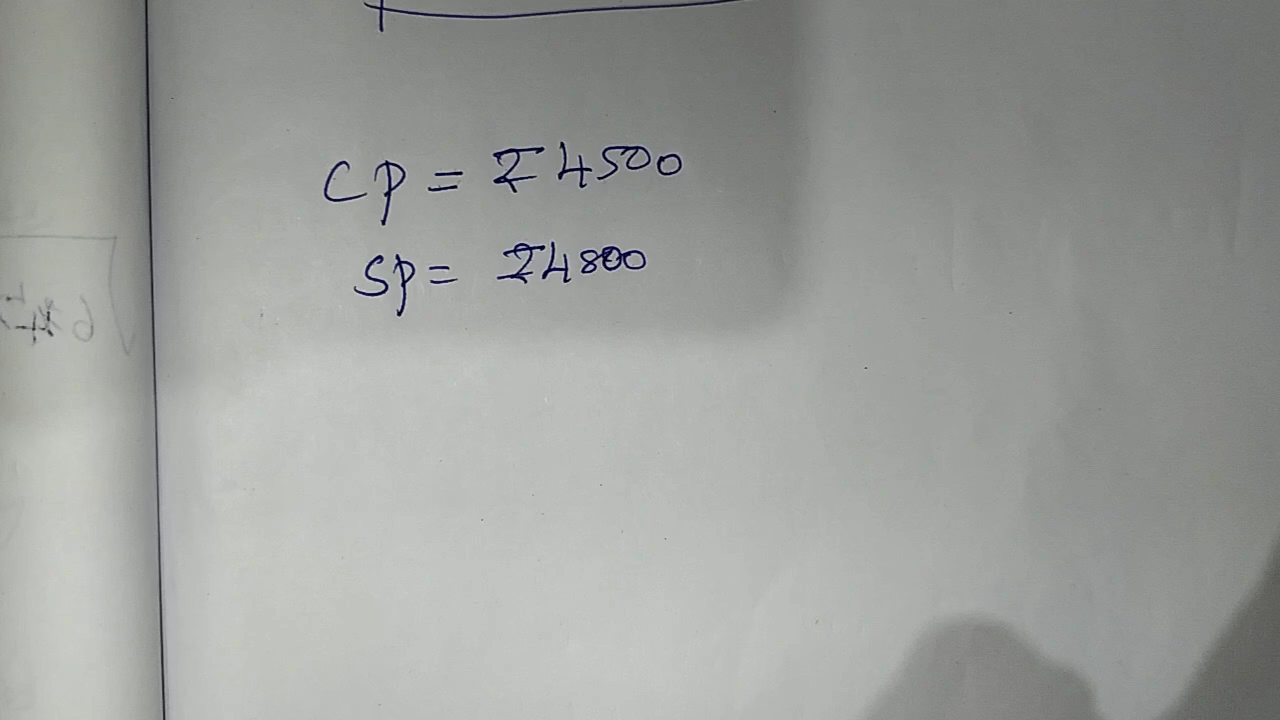 CP = ₹ 4500
SP = ₹4800